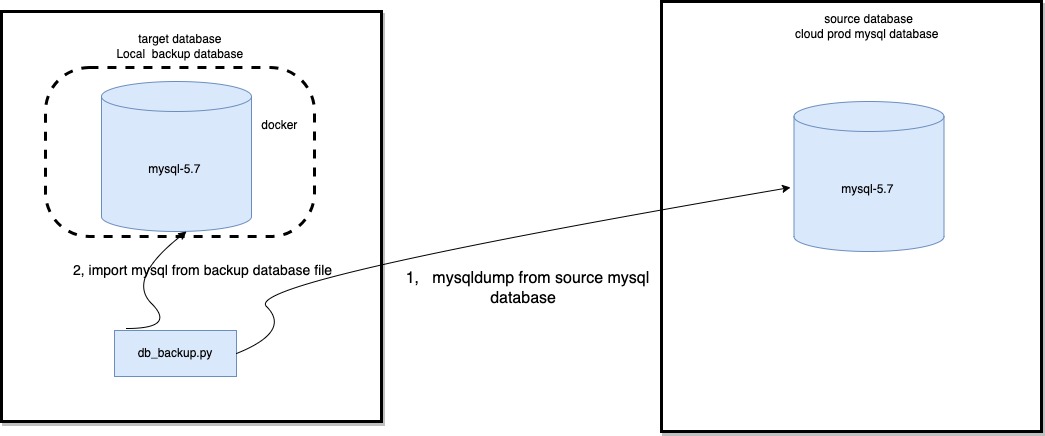 target database
Local  backup database
docker
mysql-5.7
2, import mysql from backup database file
db_backup.py
1,   mysqldump from source mysql
database
source database
cloud prod mysql database
mysql-5.7